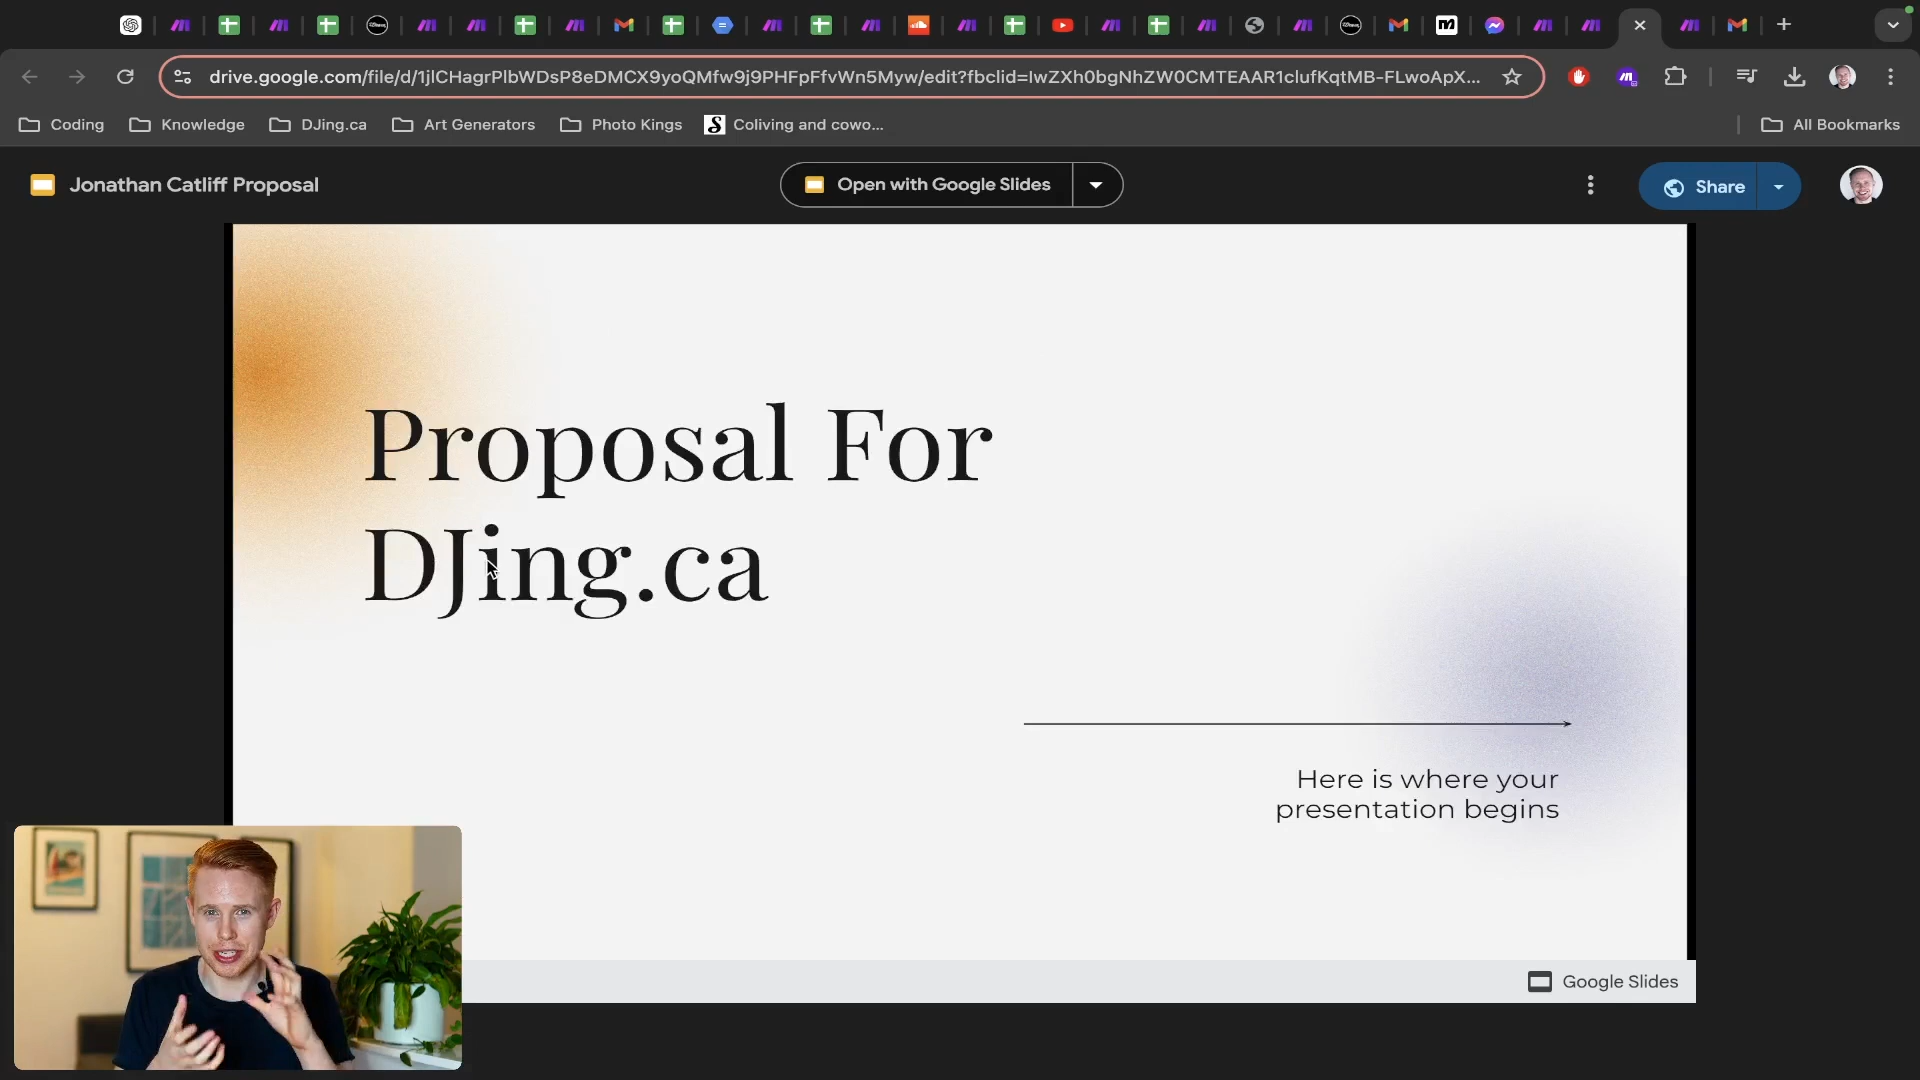 drive.google.com/file/d/1jlCHagrPlbWDsP8eDMCX9yoQMfw9j9PHFpFfvWn5Myw/edit?fbclid=IwZXh0bgNhZW0CMTEAAR1clufKqtMB-FLwoApX...
Coding
Knowledge
DJing.ca
Art Generators
Photo Kings
Coliving and cowo...
All Bookmarks
Jonathan Catliff Proposal
Open with Google Slides
Share
Proposal For
DJing.ca
Here is where your
presentation begins
Google Slides